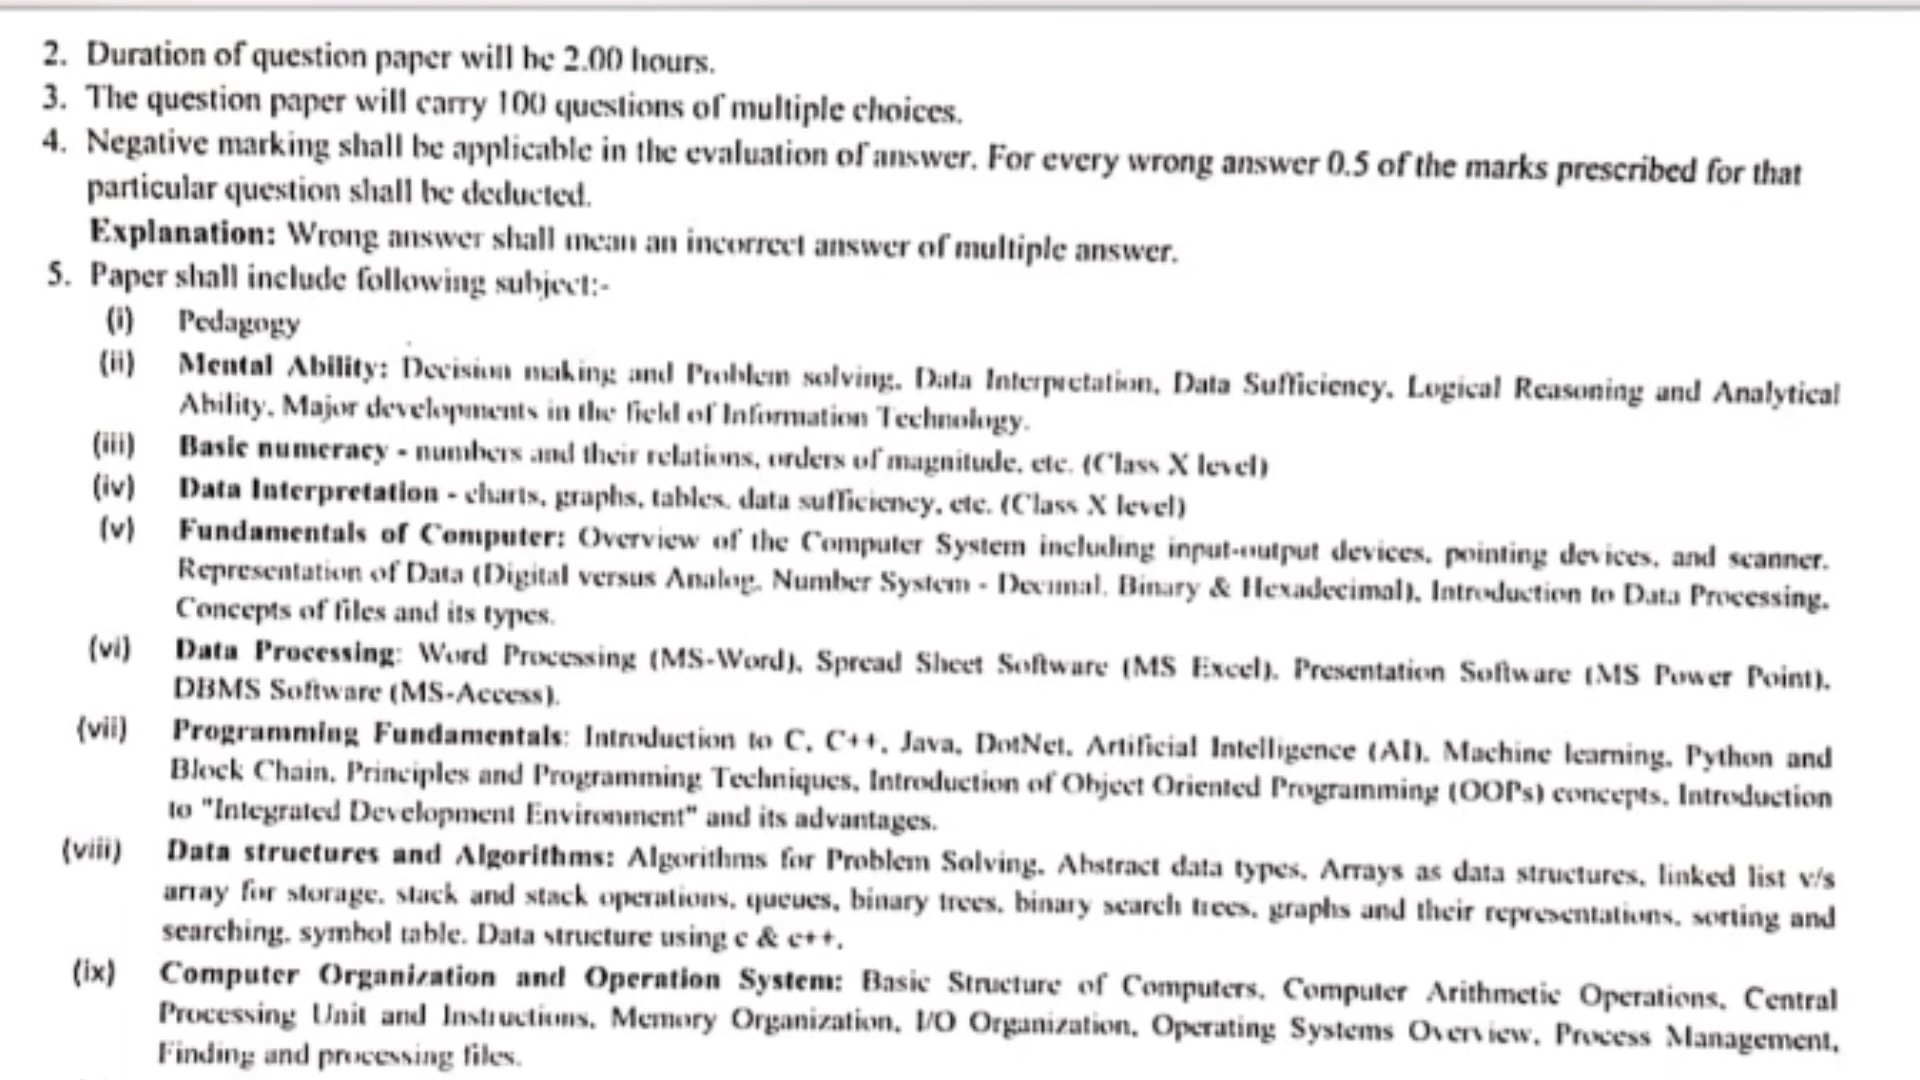 2. Duration of question paper will be 2.00 hours.
3. The question paper will carry 100 questions of multiple choices.
4. Negative marking shall be applicable in the evaluation of answer. For every wrong answer 0.5 of the marks prescribed for that
particular question shall be deducted.
Explanation: Wrong answer shall mean an incorrect answer of multiple answer.
5. Paper shall include following subject:-
(i) Pedagogy
(ii) Mental Ability: Decision making and Problem solving, Data Interpretation, Data Sufficiency, Logical Reasoning and Analytical
Ability, Major developments in the field of Information Technology.
(iii) Basic numeracy - numbers and their relations, orders of magnitude, etc. (Class X level)
(iv) Data Interpretation - charts, graphs, tables, data sufficiency, etc. (Class X level)
(v) Fundamentals of Computer: Overview of the Computer System including input-output devices, pointing devices, and scanner.
Representation of Data (Digital versus Analog, Number System - Decimal, Binary & Hexadecimal), Introduction to Data Processing,
Concepts of files and its types.
(vi) Data Processing: Word Processing (MS-Word), Spread Sheet Software (MS Excel), Presentation Software (MS Power Point),
DBMS Software (MS-Access).
(vii) Programming Fundamentals: Introduction to C, C++, Java, DotNet, Artificial Intelligence (AI), Machine learning, Python and
Block Chain, Principles and Programming Techniques, Introduction of Object Oriented Programming (OOPs) concepts, Introduction
to "Integrated Development Environment" and its advantages.
(viii) Data structures and Algorithms: Algorithms for Problem Solving, Abstract data types, Arrays as data structures, linked list v/s
array for storage, stack and stack operations, queues, binary trees, binary search trees, graphs and their representations, sorting and
searching, symbol table. Data structure using c & c++.
(ix) Computer Organization and Operation System: Basic Structure of Computers, Computer Arithmetic Operations, Central
Processing Unit and Instructions, Memory Organization, I/O Organization, Operating Systems Overview, Process Management,
Finding and processing files.